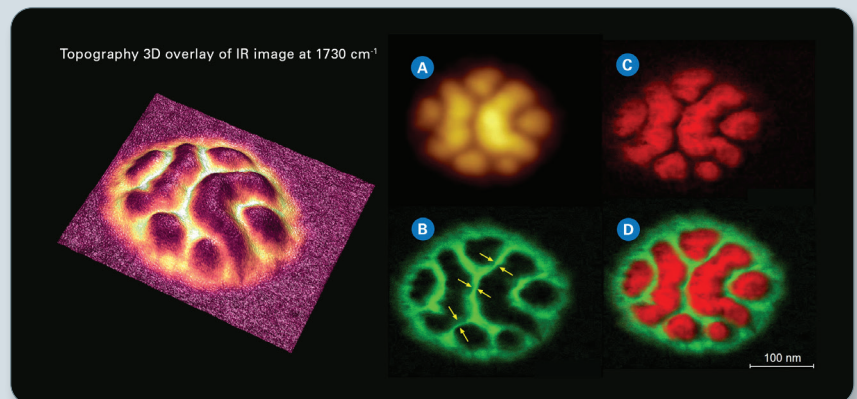 Topography 3D overlay of IR image at 1730 cm⁻¹
A
C
B
D
100 nm